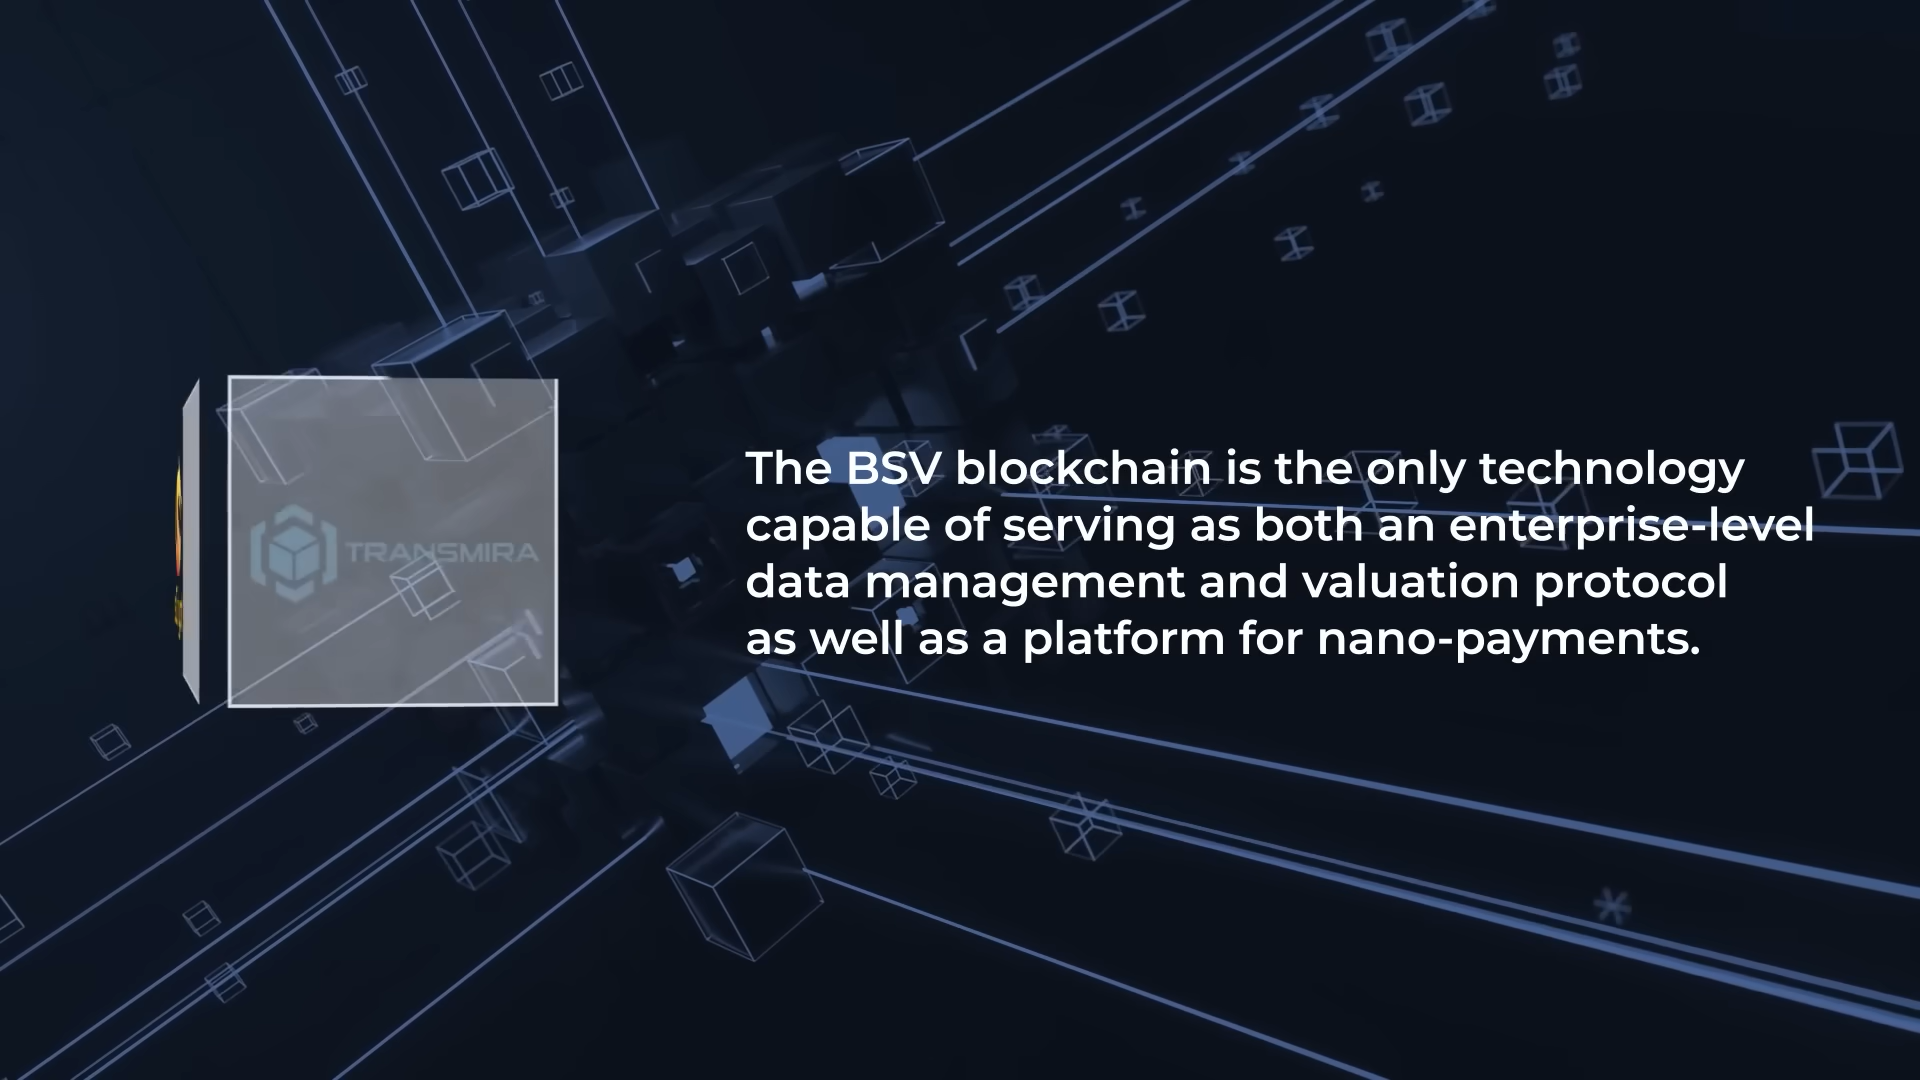 TRANSMIRA
The BSV blockchain is the only technology
capable of serving as both an enterprise-level
data management and valuation protocol
as well as a platform for nano-payments.